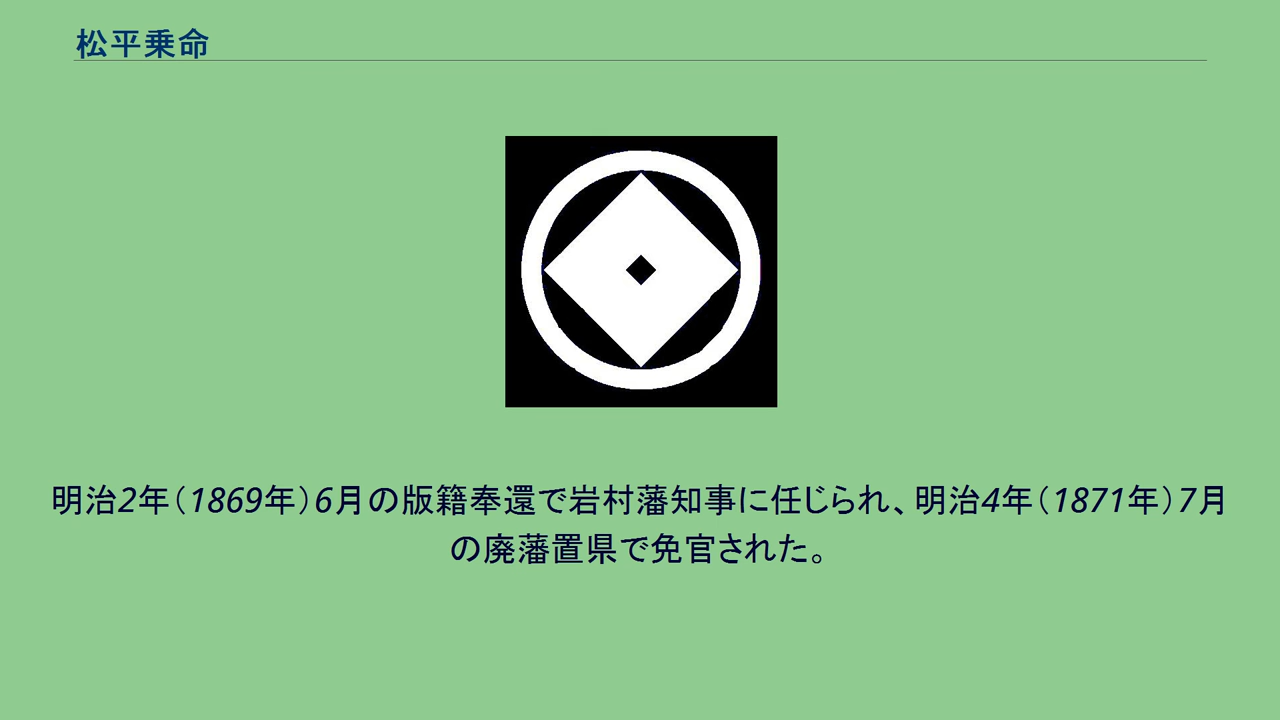 松平乗命
明治2年（1869年）6月の版籍奉還で岩村藩知事に任じられ、明治4年（1871年）7月
の廃藩置県で免官された。